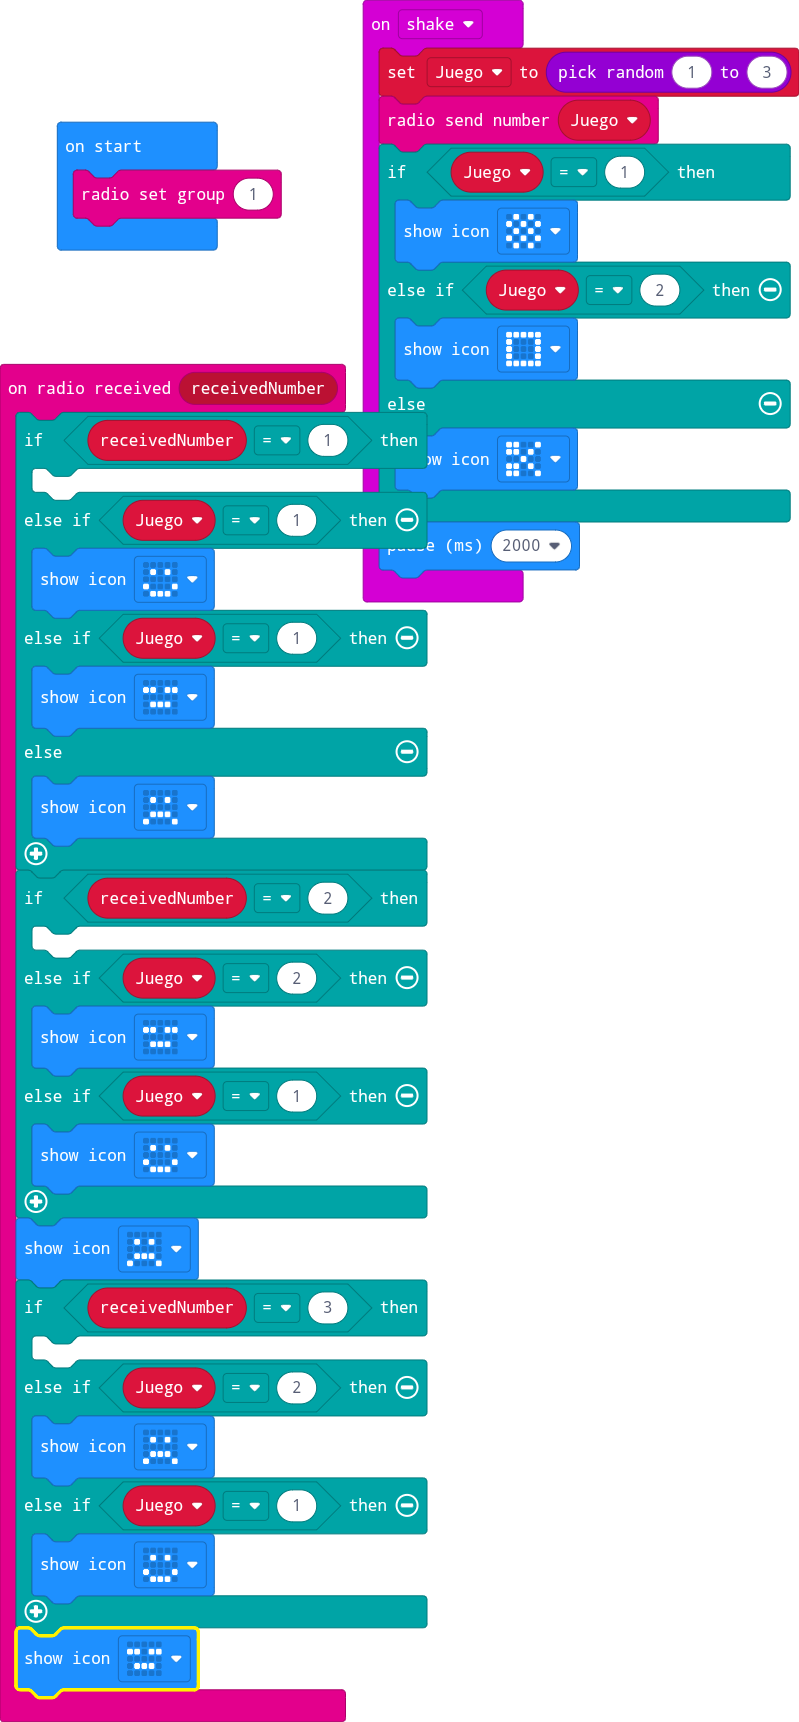 on start
radio set group 1
on shake
set Juego to pick random 1 to 3
radio send number Juego
if Juego = 1 then
show icon
else if Juego = 2 then
show icon
else
icon
pause (ms) 2000
on radio received receivedNumber
if receivedNumber = 1 then
else if Juego = 1 then
show icon
else if Juego = 1 then
show icon
else
show icon
if receivedNumber = 2 then
else if Juego = 2 then
show icon
else if Juego = 1 then
show icon
show icon
if receivedNumber = 3 then
else if Juego = 2 then
show icon
else if Juego = 1 then
show icon
show icon